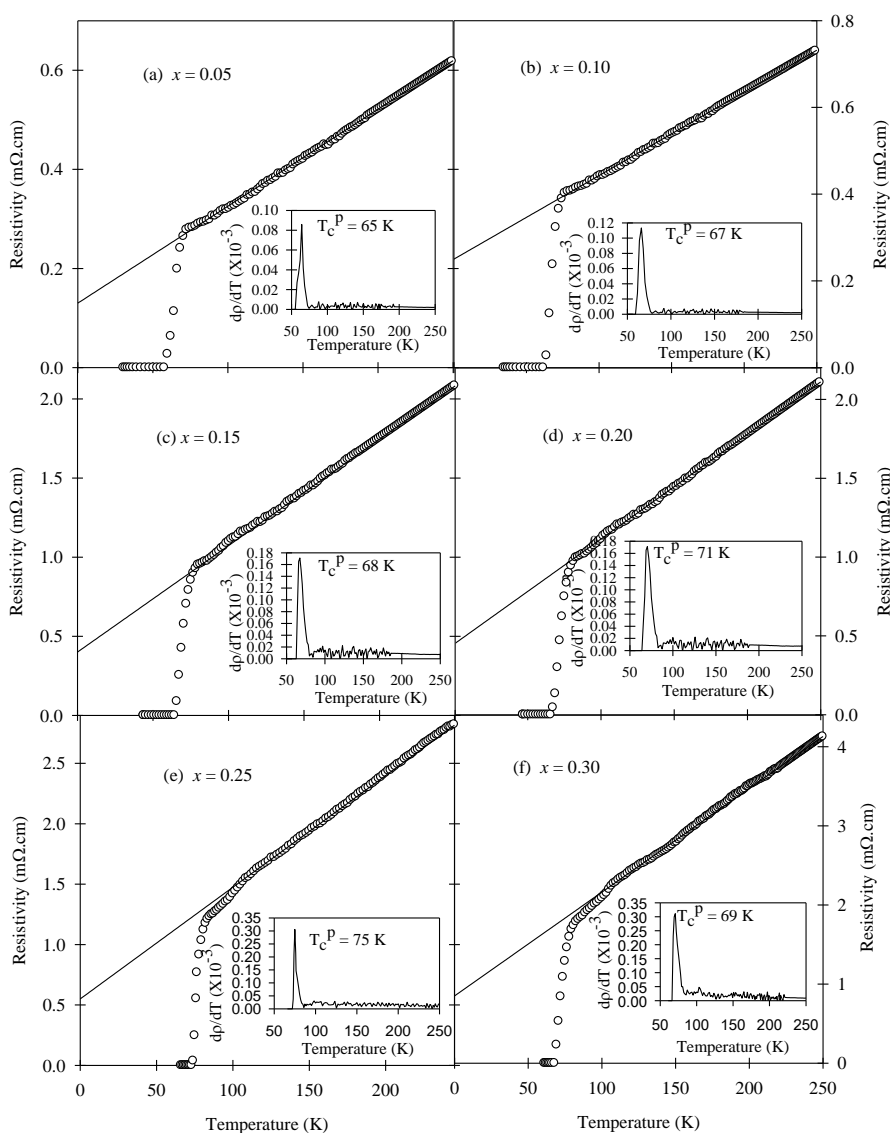 (a) x = 0.05
Resistivity (mΩ.cm)
0.6
0.4
0.2
0.0
T_c^p = 65 K
dρ/dT (X10^-3)
0.10
0.08
0.06
0.04
0.02
0.00
50 100 150 200 250
Temperature (K)
(b) x = 0.10
Resistivity (mΩ.cm)
0.8
0.6
0.4
0.2
0.0
T_c^p = 67 K
dρ/dT (X10^-3)
0.12
0.10
0.08
0.06
0.04
0.02
0.00
50 100 150 200 250
Temperature (K)
(c) x = 0.15
Resistivity (mΩ.cm)
2.0
1.5
1.0
0.5
0.0
T_c^p = 68 K
dρ/dT (X10^-3)
0.18
0.16
0.14
0.12
0.10
0.08
0.06
0.04
0.02
0.00
50 100 150 200 250
Temperature (K)
(d) x = 0.20
Resistivity (mΩ.cm)
2.0
1.5
1.0
0.5
0.0
T_c^p = 71 K
dρ/dT (X10^-3)
0.18
0.16
0.14
0.12
0.10
0.08
0.06
0.04
0.02
0.00
50 100 150 200 250
Temperature (K)
(e) x = 0.25
Resistivity (mΩ.cm)
2.5
2.0
1.5
1.0
0.5
0.0
T_c^p = 75 K
dρ/dT (X10^-3)
0.35
0.30
0.25
0.20
0.15
0.10
0.05
0.00
50 100 150 200 250
Temperature (K)
0 50 100 150 200
Temperature (K)
(f) x = 0.30
Resistivity (mΩ.cm)
4
3
2
1
0
T_c^p = 69 K
dρ/dT (X10^-3)
0.35
0.30
0.25
0.20
0.15
0.10
0.05
0.00
50 100 150 200 250
Temperature (K)
0 50 100 150 200 250
Temperature (K)